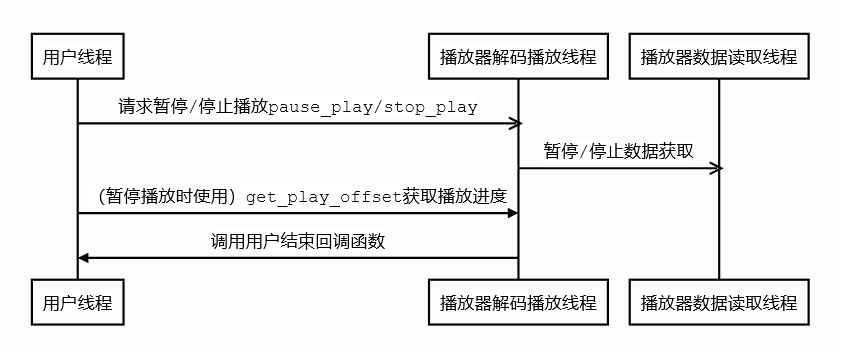 用户线程
播放器解码播放线程
播放器数据读取线程
请求暂停/停止播放pause_play/stop_play
暂停/停止数据获取
（暂停播放时使用）get_play_offset获取播放进度
调用用户结束回调函数
用户线程
播放器解码播放线程
播放器数据读取线程